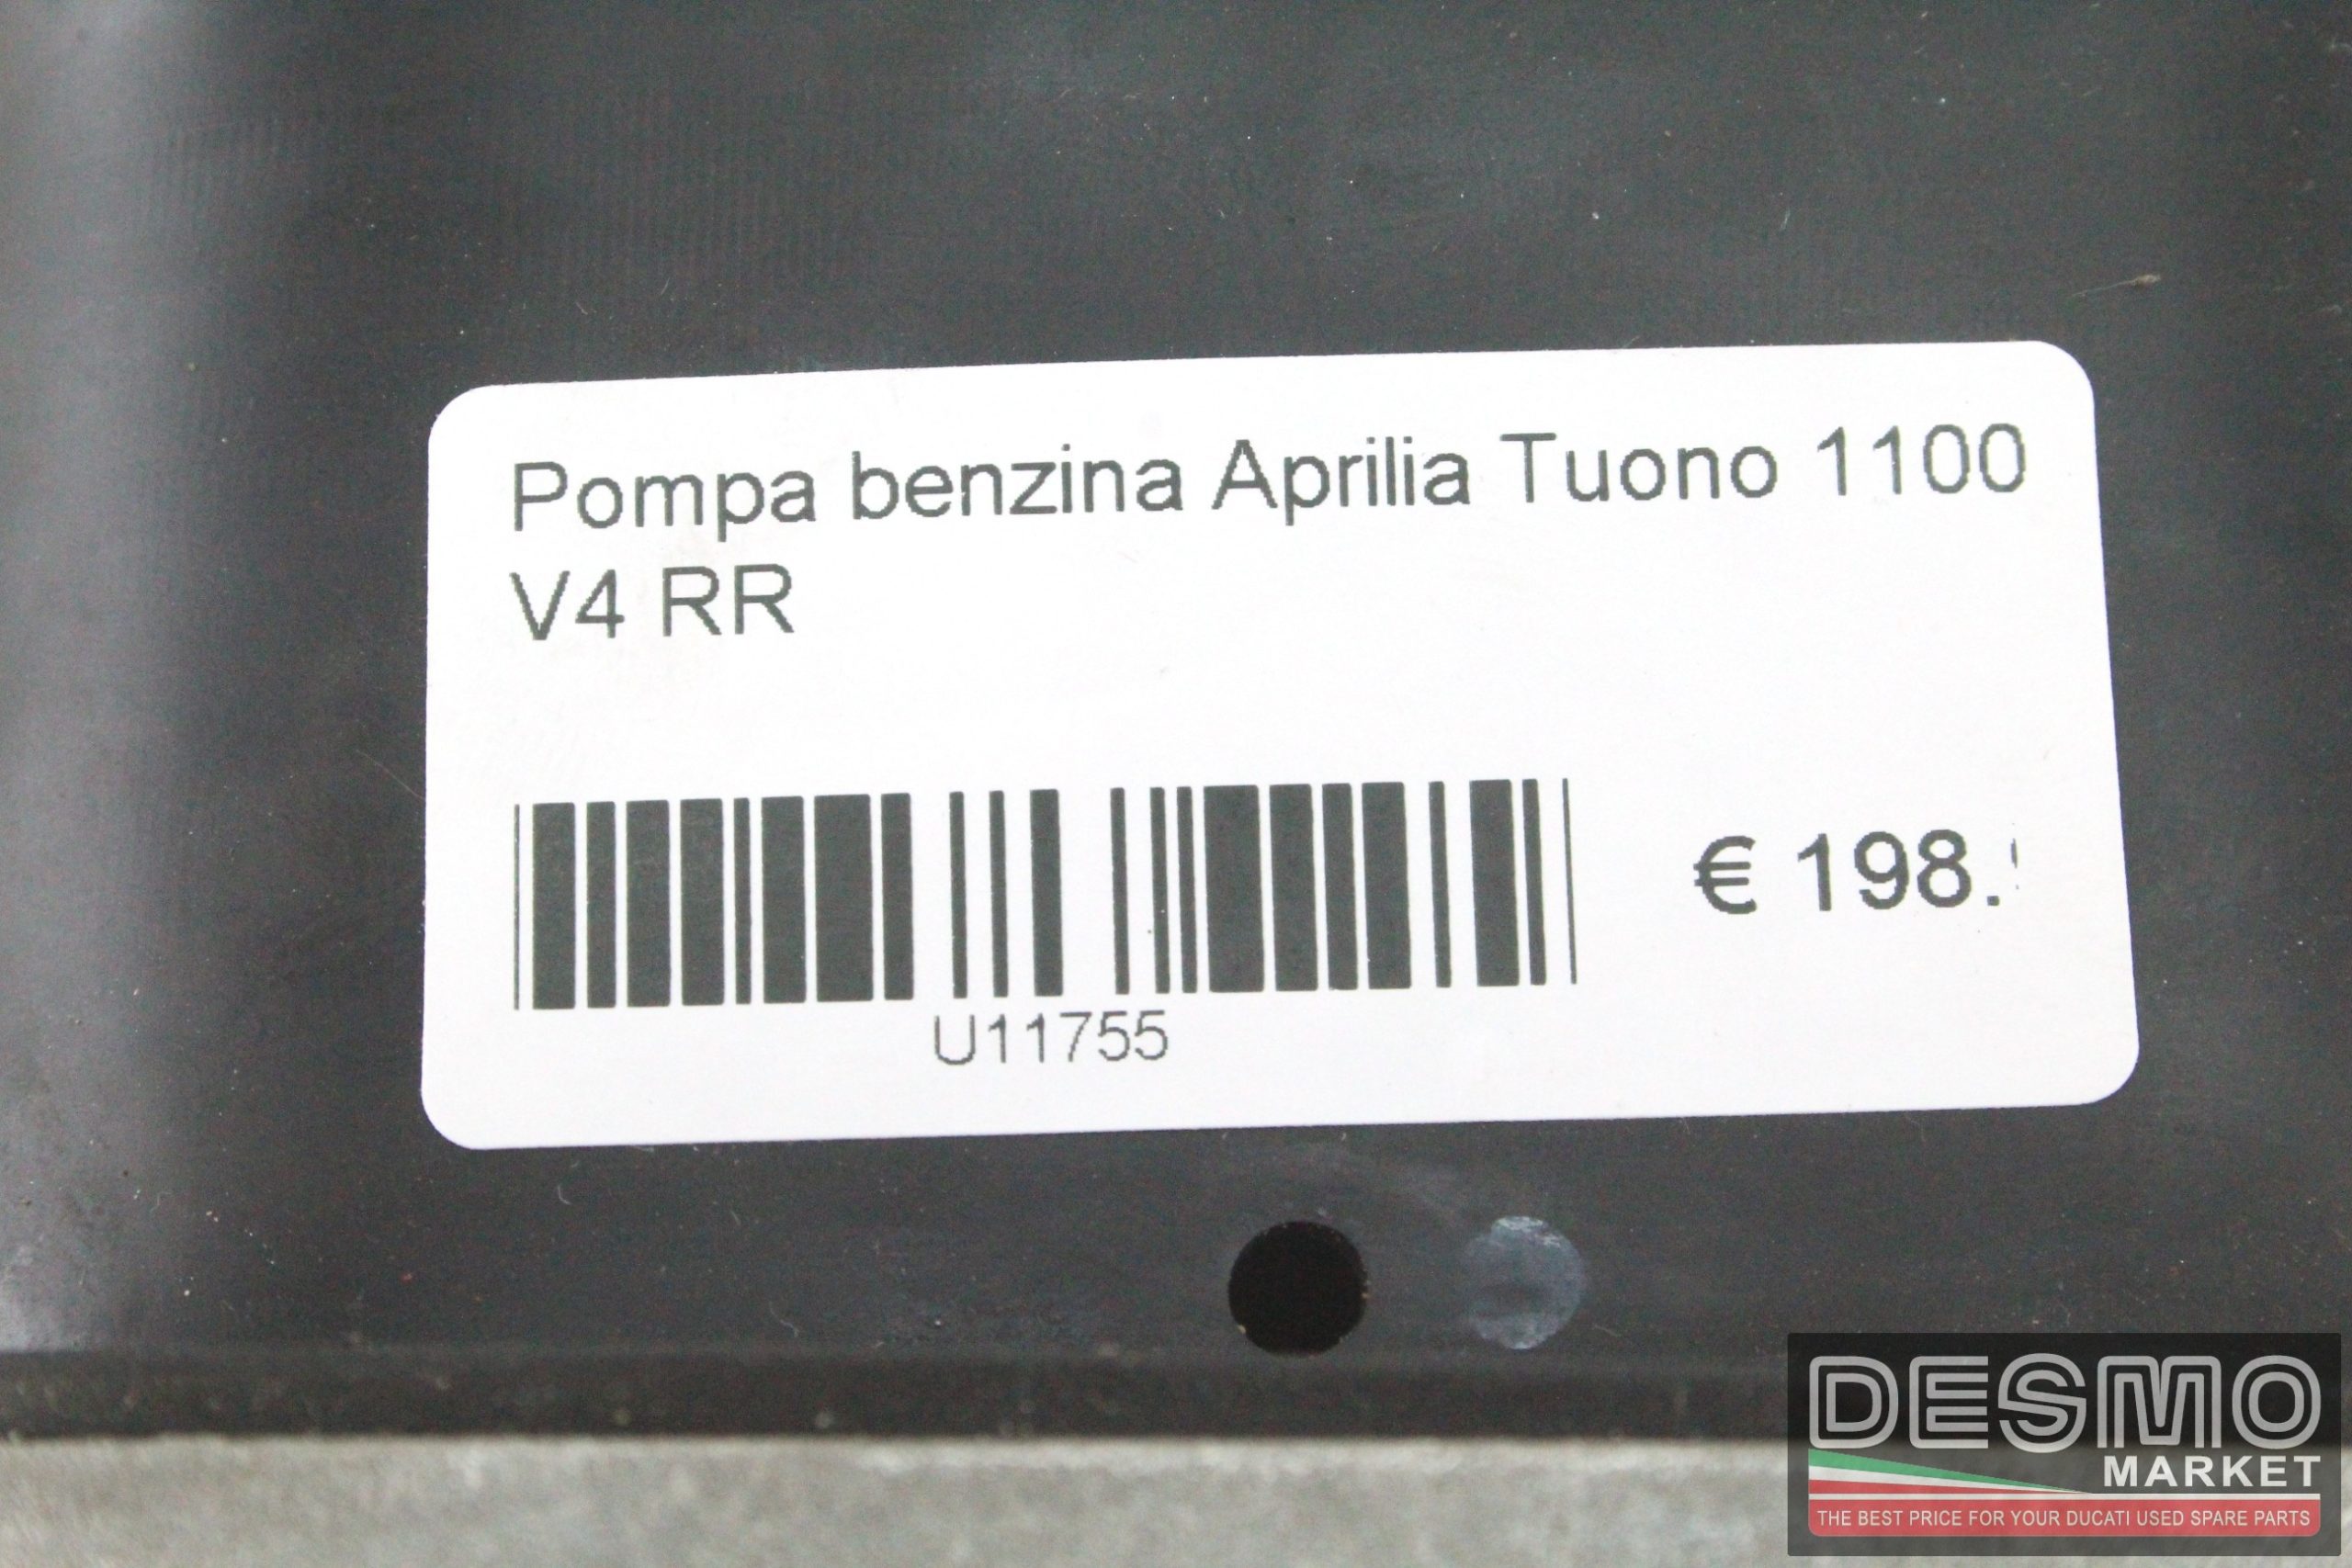 Pompa benzina Aprilia Tuono 1100
V4 RR
€ 198.
U11755
DESMO
MARKET
THE BEST PRICE FOR YOUR DUCATI USED SPARE PARTS